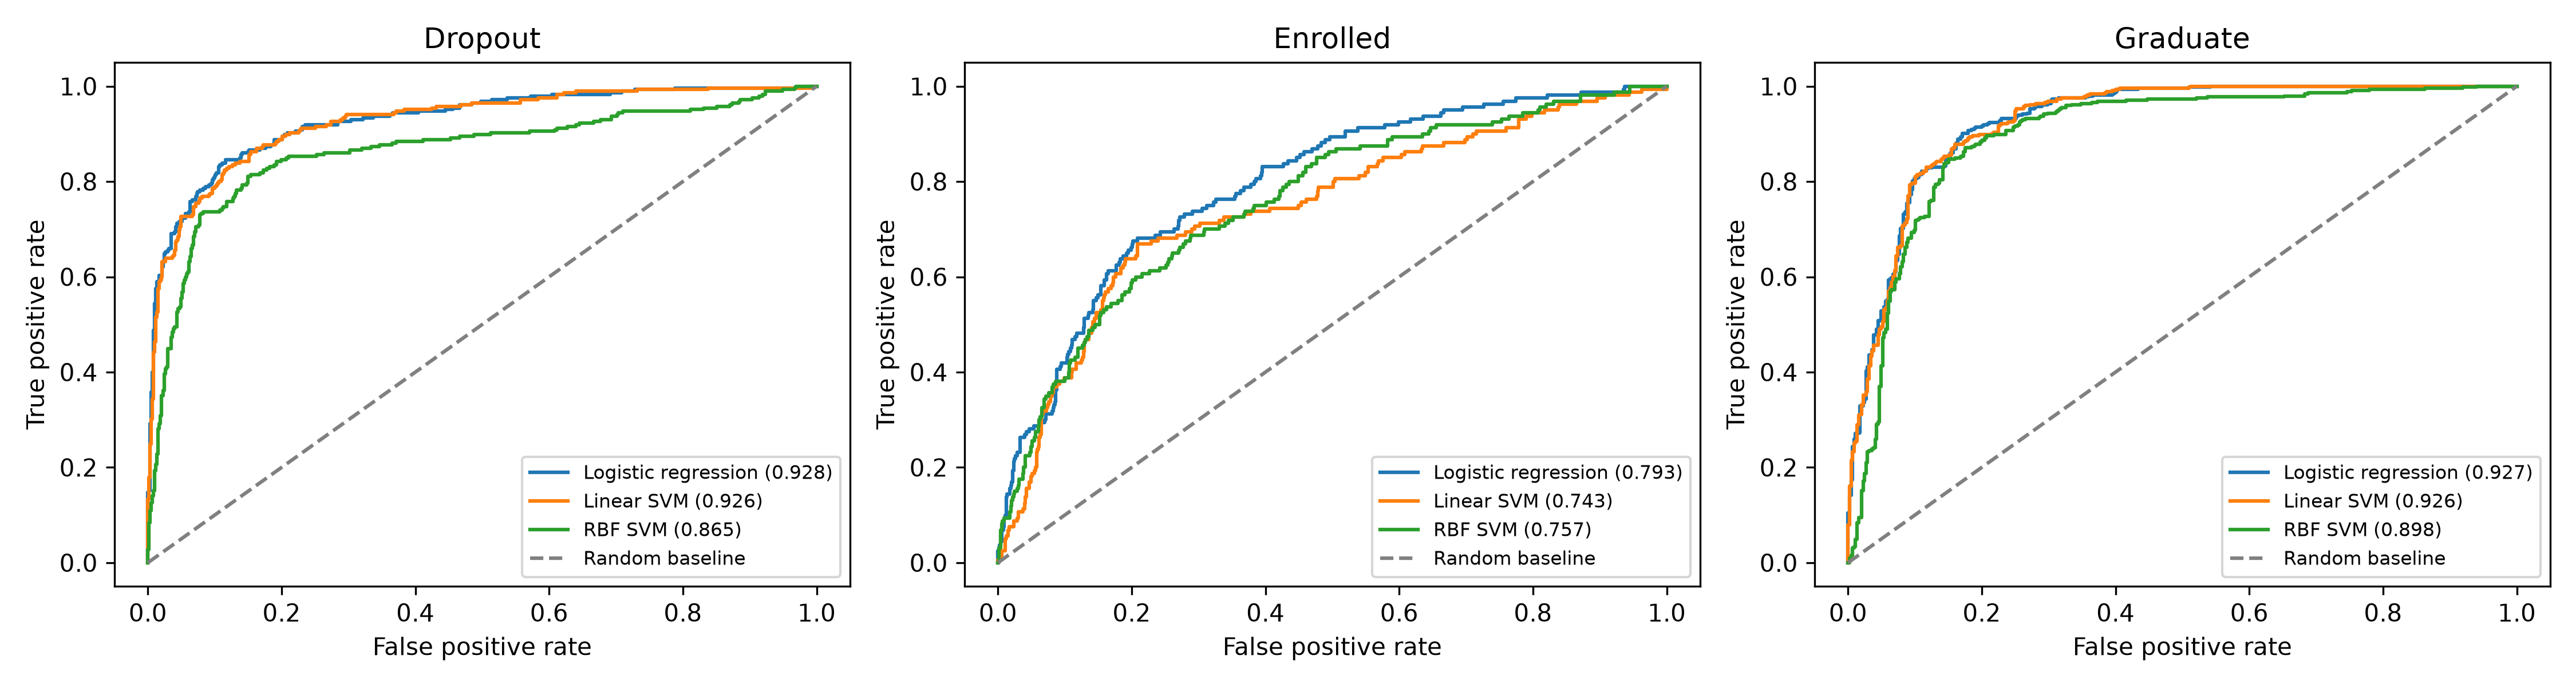 Dropout
True positive rate
1.0
0.8
0.6
0.4
0.2
0.0
0.0 0.2 0.4 0.6 0.8 1.0
False positive rate
Logistic regression (0.928)
Linear SVM (0.926)
RBF SVM (0.865)
Random baseline
Enrolled
True positive rate
1.0
0.8
0.6
0.4
0.2
0.0
0.0 0.2 0.4 0.6 0.8 1.0
False positive rate
Logistic regression (0.793)
Linear SVM (0.743)
RBF SVM (0.757)
Random baseline
Graduate
True positive rate
1.0
0.8
0.6
0.4
0.2
0.0
0.0 0.2 0.4 0.6 0.8 1.0
False positive rate
Logistic regression (0.927)
Linear SVM (0.926)
RBF SVM (0.898)
Random baseline